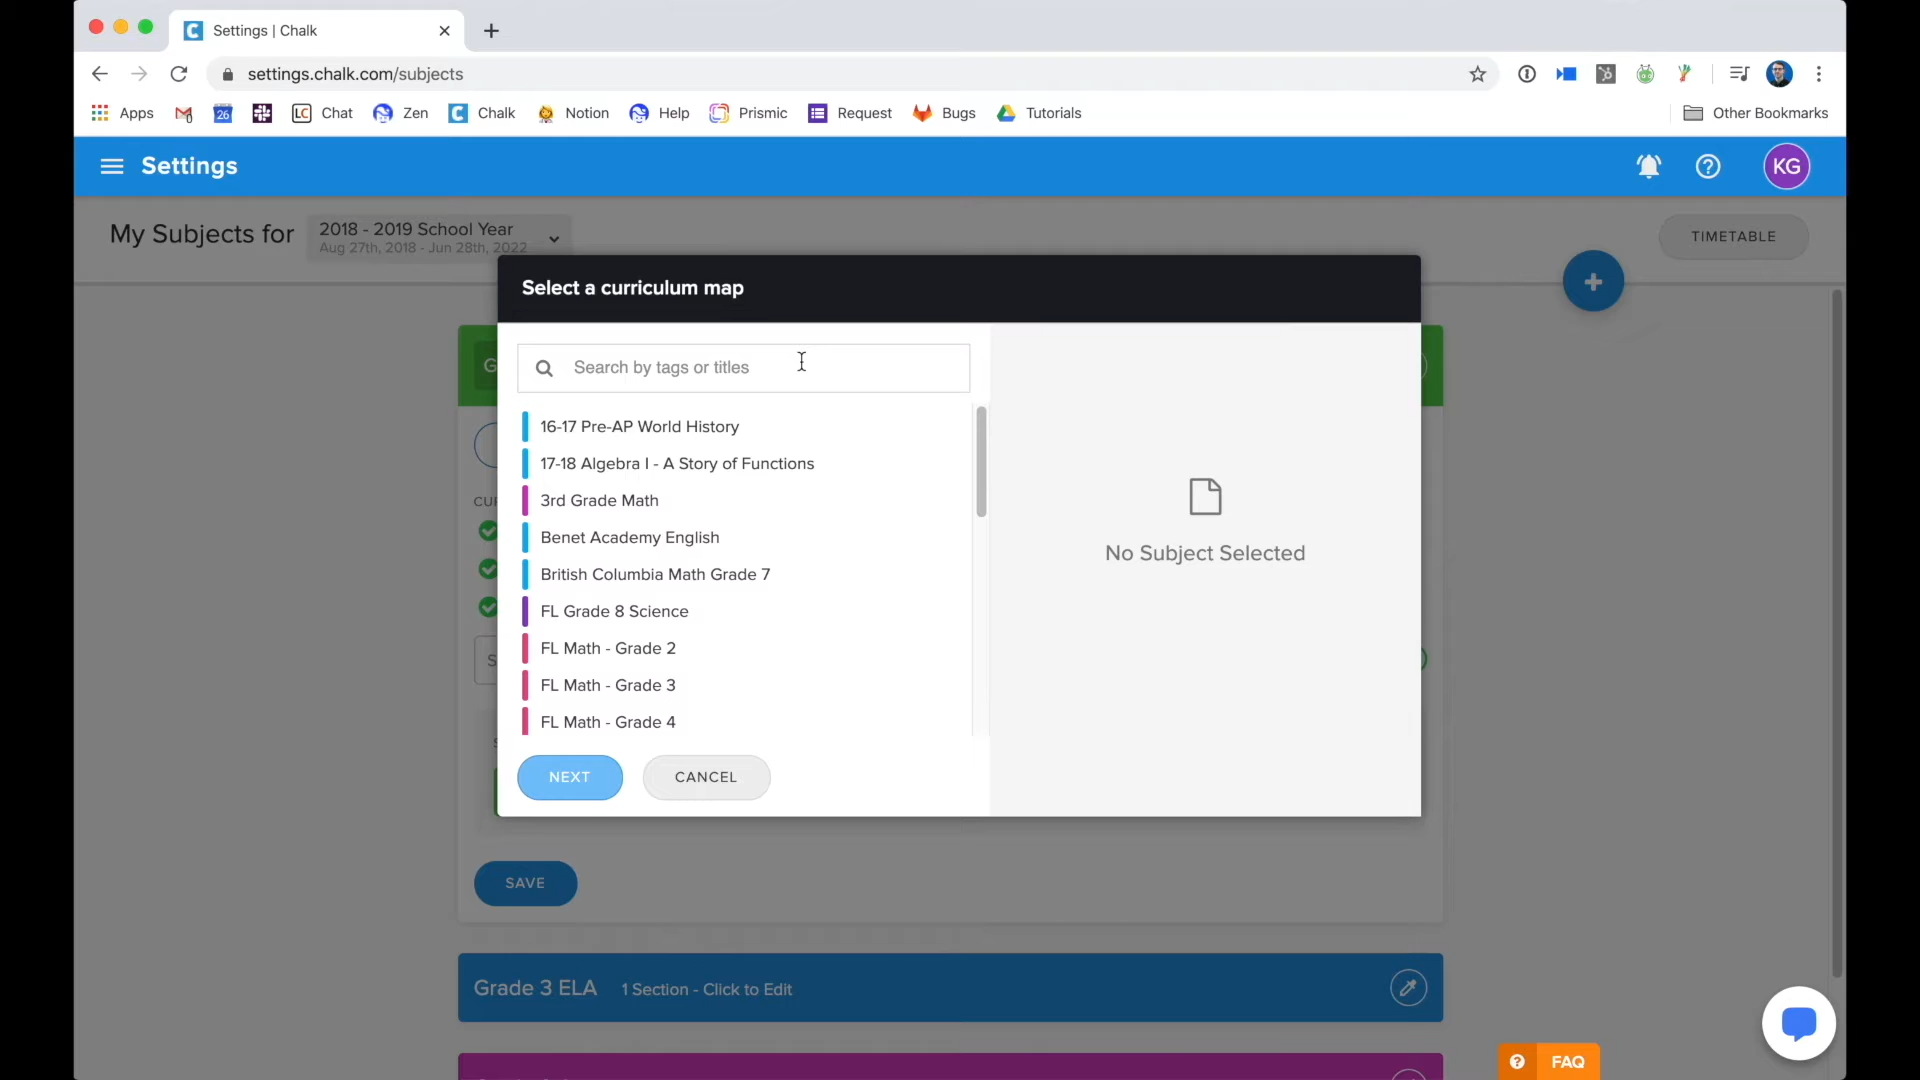 Settings | Chalk
settings.chalk.com/subjects
Apps
26
LC Chat
Zen
C Chalk
Notion
Help
Prismic
Request
Bugs
Tutorials
Other Bookmarks
Settings
KG
My Subjects for
2018 - 2019 School Year
Aug 27th, 2018 - Jun 28th, 2022
TIMETABLE
Select a curriculum map
Search by tags or titles
16-17 Pre-AP World History
17-18 Algebra I - A Story of Functions
3rd Grade Math
Benet Academy English
British Columbia Math Grade 7
FL Grade 8 Science
FL Math - Grade 2
FL Math - Grade 3
FL Math - Grade 4
No Subject Selected
NEXT
CANCEL
SAVE
Grade 3 ELA
1 Section - Click to Edit
? FAQ